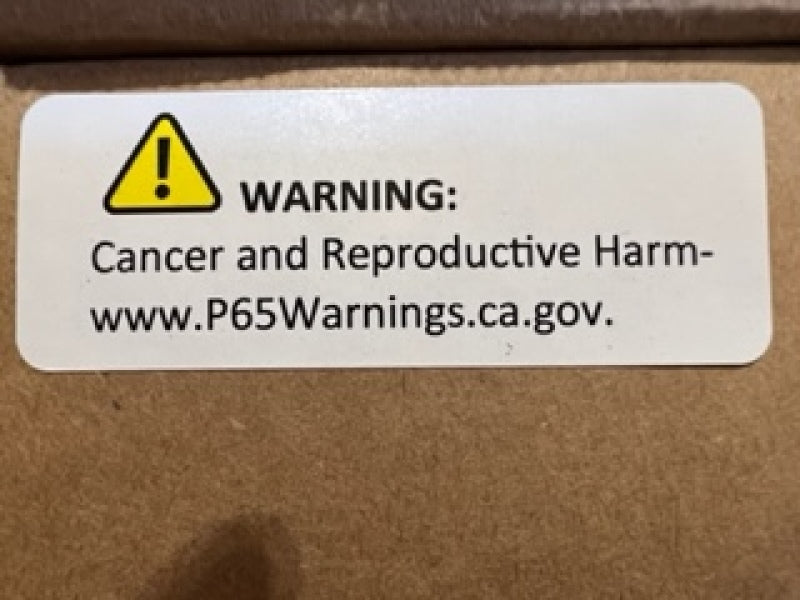 WARNING:
Cancer and Reproductive Harm-
www.P65Warnings.ca.gov.